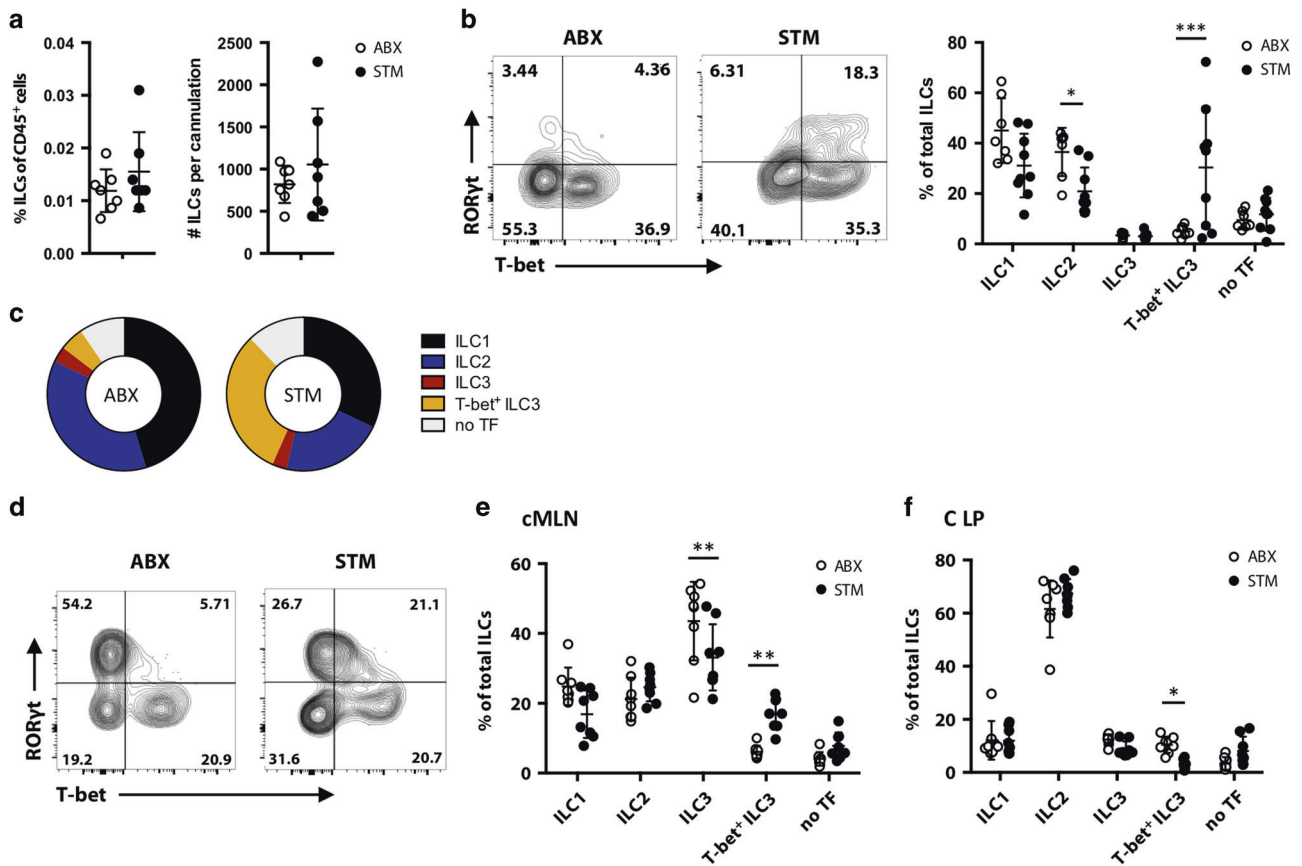 a
% ILCs of CD45⁺ cells
0.04
0.03
0.02
0.01
0.00
# ILCs per cannulation
2500
2000
1500
1000
500
0
ABX
STM
b
ABX
STM
3.44
4.36
55.3
36.9
6.31
18.3
40.1
35.3
RORγt
T-bet
% of total ILCs
80
60
40
20
0
*
***
ABX
STM
ILC1
ILC2
ILC3
T-bet⁺ ILC3
no TF
c
ABX
STM
ILC1
ILC2
ILC3
T-bet⁺ ILC3
no TF
d
ABX
STM
54.2
5.71
19.2
20.9
26.7
21.1
31.6
20.7
RORγt
T-bet
e
cMLN
% of total ILCs
60
40
20
0
**
**
ABX
STM
ILC1
ILC2
ILC3
T-bet⁺ ILC3
no TF
f
C LP
% of total ILCs
80
60
40
20
0
*
ABX
STM
ILC1
ILC2
ILC3
T-bet⁺ ILC3
no TF